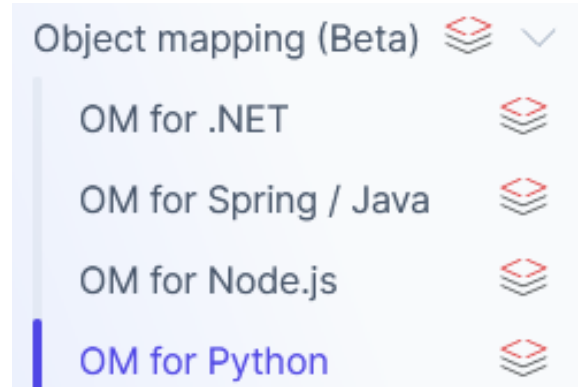 Object mapping (Beta)
OM for .NET
OM for Spring / Java
OM for Node.js
OM for Python